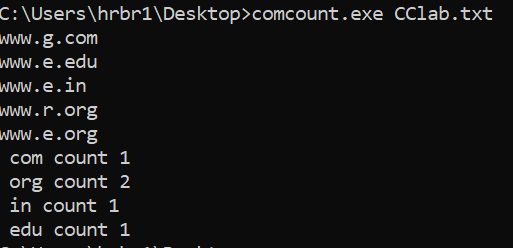 C:\Users\hrbr1\Desktop>comcount.exe CClab.txt
www.g.com
www.e.edu
www.e.in
www.r.org
www.e.org
 com count 1
 org count 2
 in count 1
 edu count 1